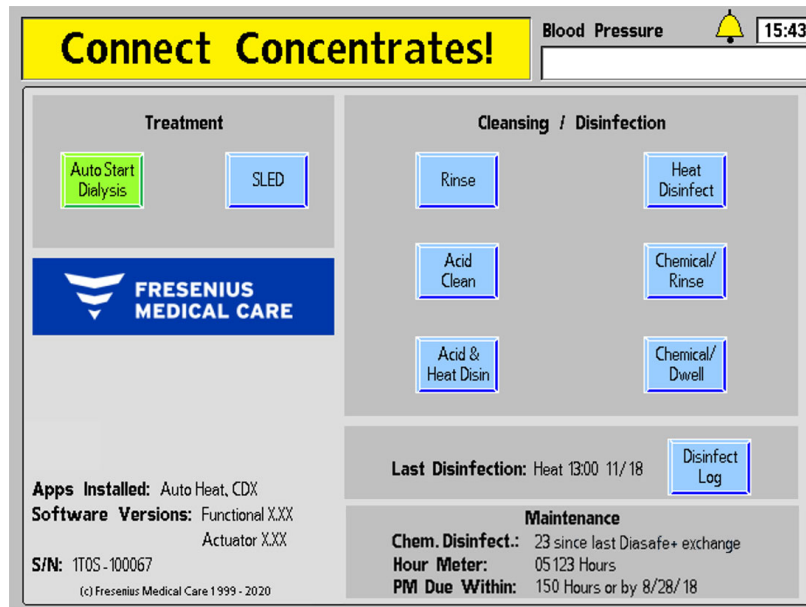 Connect Concentrates!
Blood Pressure
15:43
Treatment
Auto Start
Dialysis
SLED
FRESENIUS
MEDICAL CARE
Apps Installed: Auto Heat, CDX
Software Versions: Functional X.XX
Actuator X.XX
S/N: 1T0S-100067
(c) Fresenius Medical Care 1999 - 2020
Cleansing / Disinfection
Rinse
Heat
Disinfect
Acid
Clean
Chemical/
Rinse
Acid &
Heat Disin
Chemical/
Dwell
Last Disinfection: Heat 13:00 11/18
Disinfect
Log
Maintenance
Chem. Disinfect.: 23 since last Diasafe+ exchange
Hour Meter: 05123 Hours
PM Due Within: 150 Hours or by 8/28/18